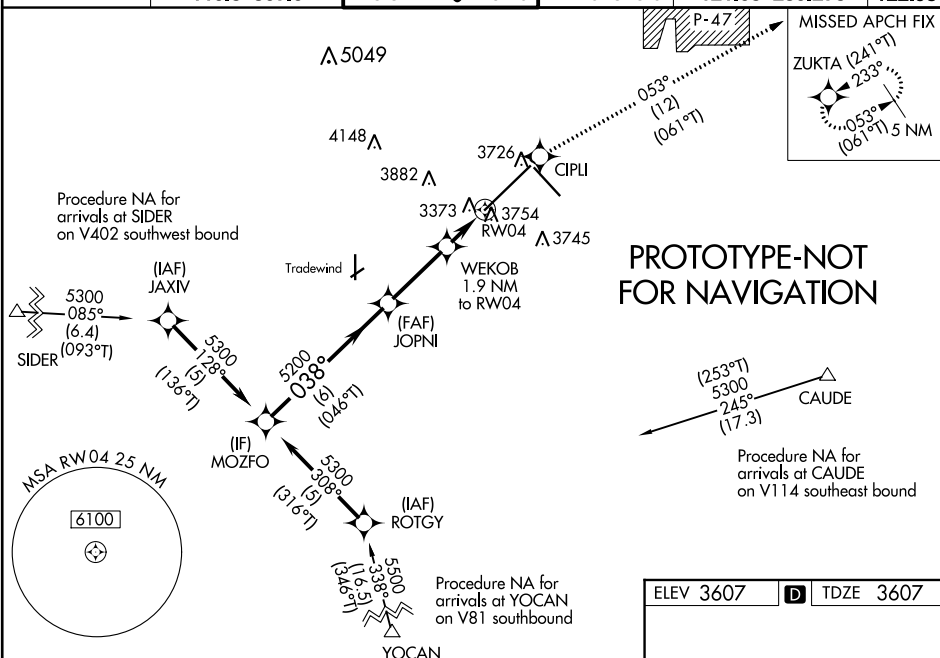 P-47
MISSED APCH FIX
ZUKTA
(241°T)
233°
053°
(061°T)
5 NM
5049
053°
(12)
(061°T)
4148
3726
CIPLI
3882
3373
3754
RW04
3745
Procedure NA for
arrivals at SIDER
on V402 southwest bound
PROTOTYPE-NOT
FOR NAVIGATION
Tradewind
WEKOB
1.9 NM
to RW04
(IAF)
JAXIV
5300
085°
(6.4)
(093°T)
SIDER
(FAF)
JOPNI
5300
128°
(5)
(136°T)
5200
038°
(6)
(046°T)
(253°T)
5300
245°
(17.3)
CAUDE
(IF)
MOZFO
Procedure NA for
arrivals at CAUDE
on V114 southeast bound
MSA RW04 25 NM
6100
5300
308°
(5)
(316°T)
(IAF)
ROTGY
5500
338°
(16.5)
(346°T)
Procedure NA for
arrivals at YOCAN
on V81 southbound
YOCAN
ELEV 3607 D TDZE 3607